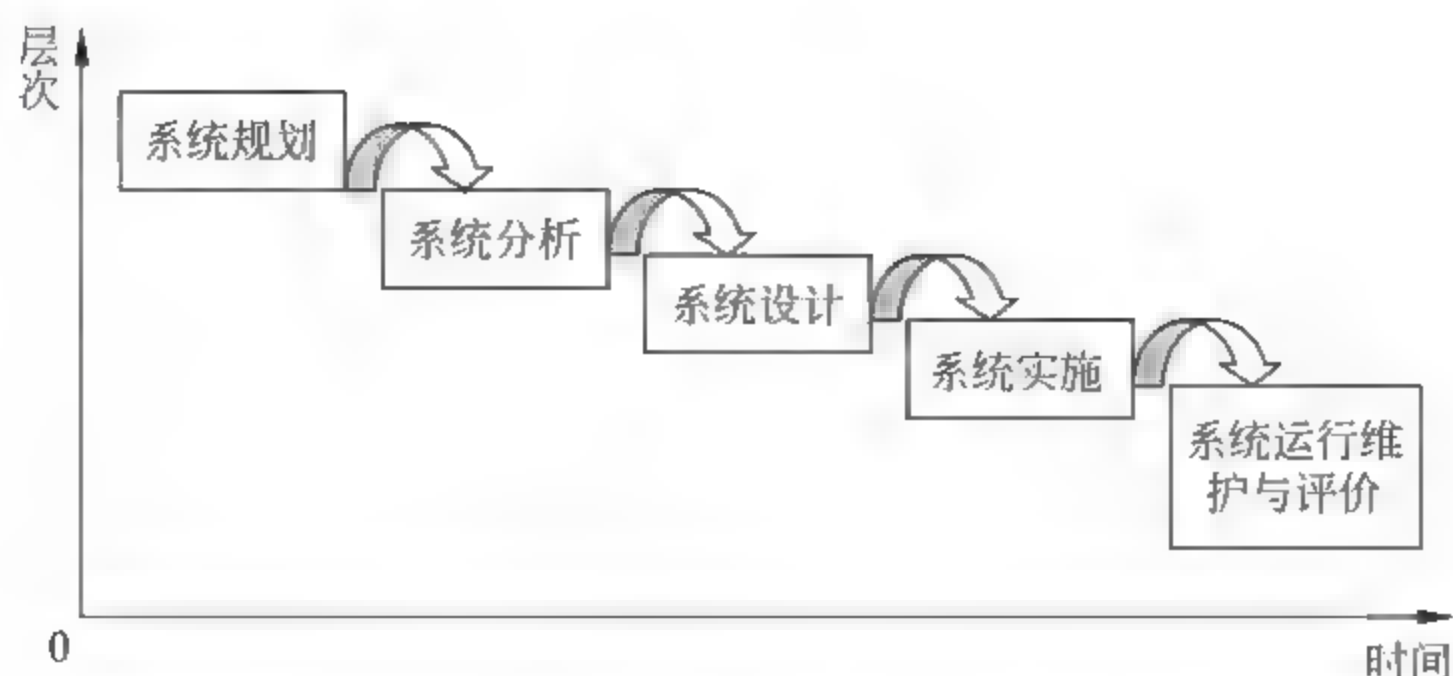 层次
系统规划
系统分析
系统设计
系统实施
系统运行维
护与评价
0
时间